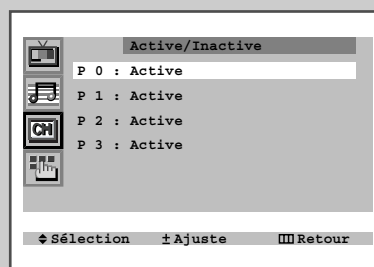 Active/Inactive
P 0 : Active
P 1 : Active
P 2 : Active
CH
P 3 : Active
Sélection ± Ajuste Retour